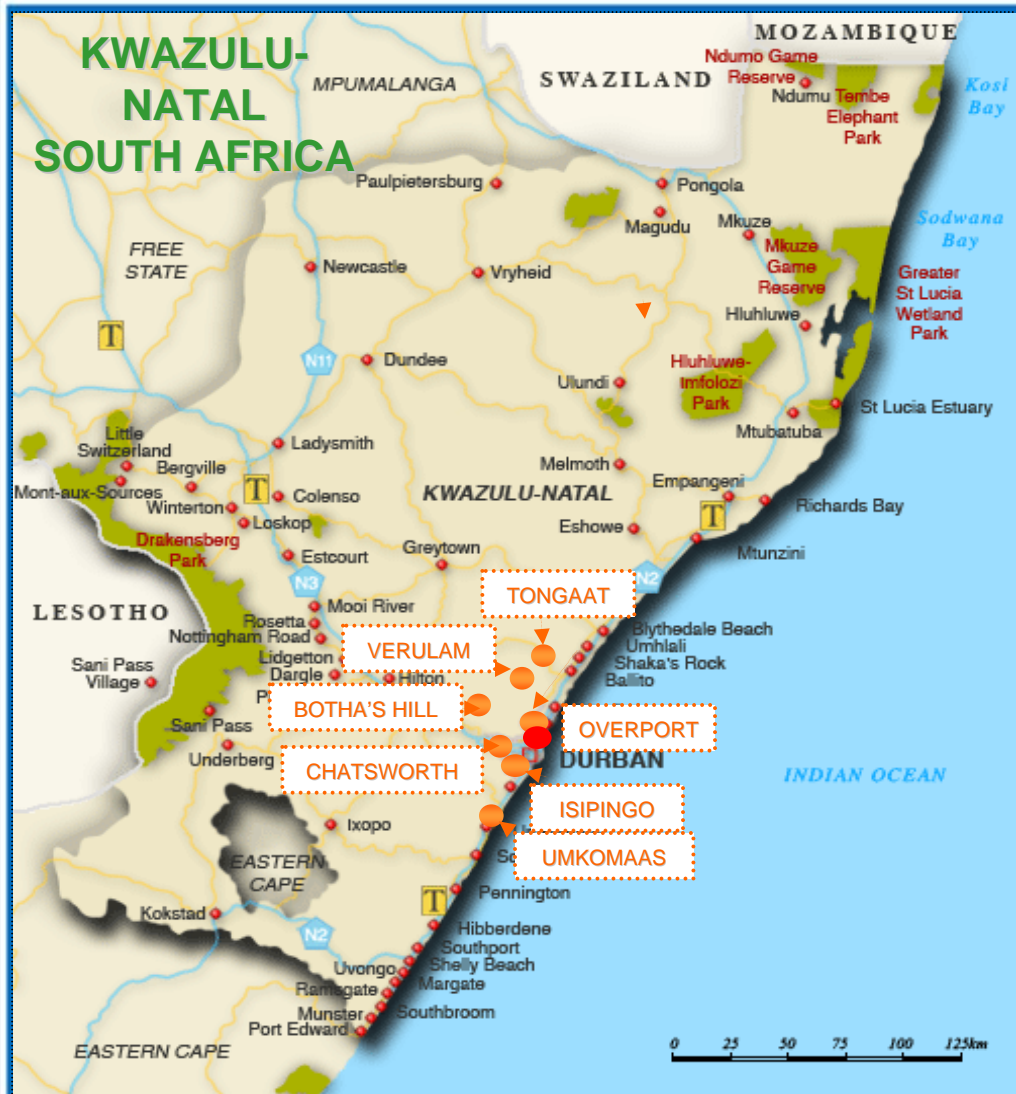 KWAZULU-
NATAL
SOUTH AFRICA
MOZAMBIQUE
SWAZILAND
MPUMALANGA
Ndumo Game
Reserve
Ndumu
Tembe
Elephant
Park
Kosi
Bay
Paulpietersburg
Pongola
Magudu
Mkuze
Sodwana
Bay
FREE
STATE
Newcastle
Vryheid
Mkuze
Game
Reserve
Greater
St Lucia
Wetland
Park
Hluhluwe
T
N11
Dundee
Ulundi
Hluhluwe-
Imfolozi
Park
St Lucia Estuary
Mtubatuba
Little
Switzerland
Ladysmith
Bergville
Melmoth
Mont-aux-Sources
T
Colenso
KWAZULU-NATAL
Empangeni
Winterton
Richards Bay
T
Loskop
Eshowe
Drakensberg
Park
Estcourt
Greytown
Mtunzini
N3
N2
LESOTHO
Mooi River
TONGAAT
Rosetta
Nottingham Road
Blythedale Beach
Umhlali
VERULAM
Lidgetton
Shaka's Rock
Sani Pass
Village
Dargle
Hilton
Ballito
BOTHA'S HILL
Sani Pass
OVERPORT
Underberg
DURBAN
CHATSWORTH
INDIAN OCEAN
ISIPINGO
Ixopo
UMKOMAAS
EASTERN
CAPE
Pennington
T
Kokstad
Hibberdene
N2
Southport
Uvongo
Shelly Beach
Ramsgate
Margate
Munster
Southbroom
Port Edward
EASTERN CAPE
0 25 50 75 100 125km